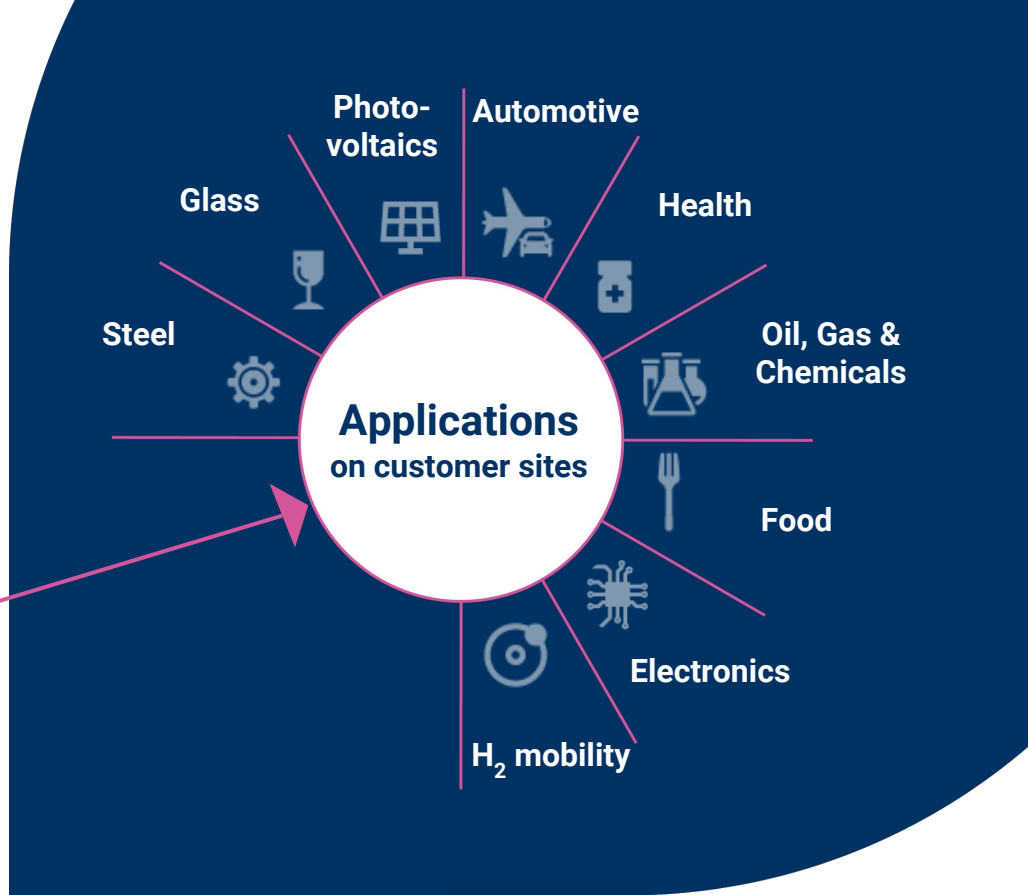 Photo-
voltaics
Automotive
Glass
Health
Steel
Oil, Gas &
Chemicals
Applications
on customer sites
Food
Electronics
H₂ mobility